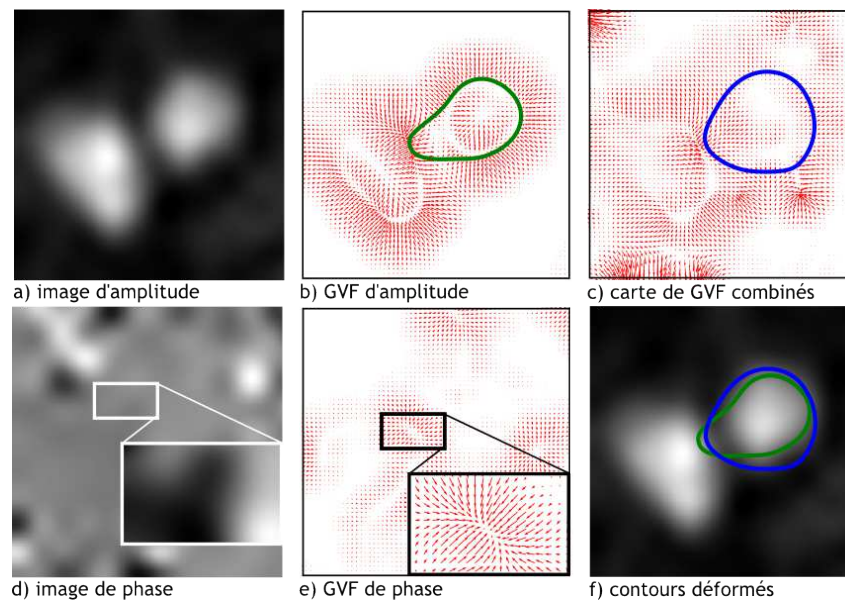 a) image d'amplitude
b) GVF d'amplitude
c) carte de GVF combinés
d) image de phase
e) GVF de phase
f) contours déformés